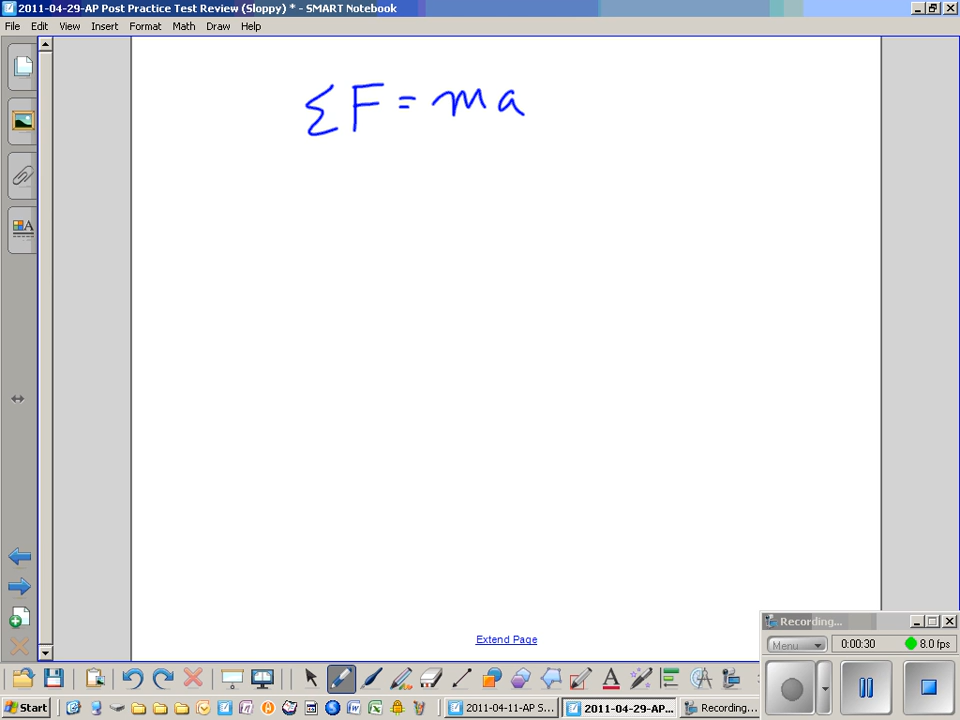 2011-04-29-AP Post Practice Test Review (Sloppy) * - SMART Notebook
File Edit View Insert Format Math Draw Help
ΣF = ma
Extend Page
Recording...
Menu 0:00:30 8.0 fps
Start 2011-04-11-AP S... 2011-04-29-AP... Recording...